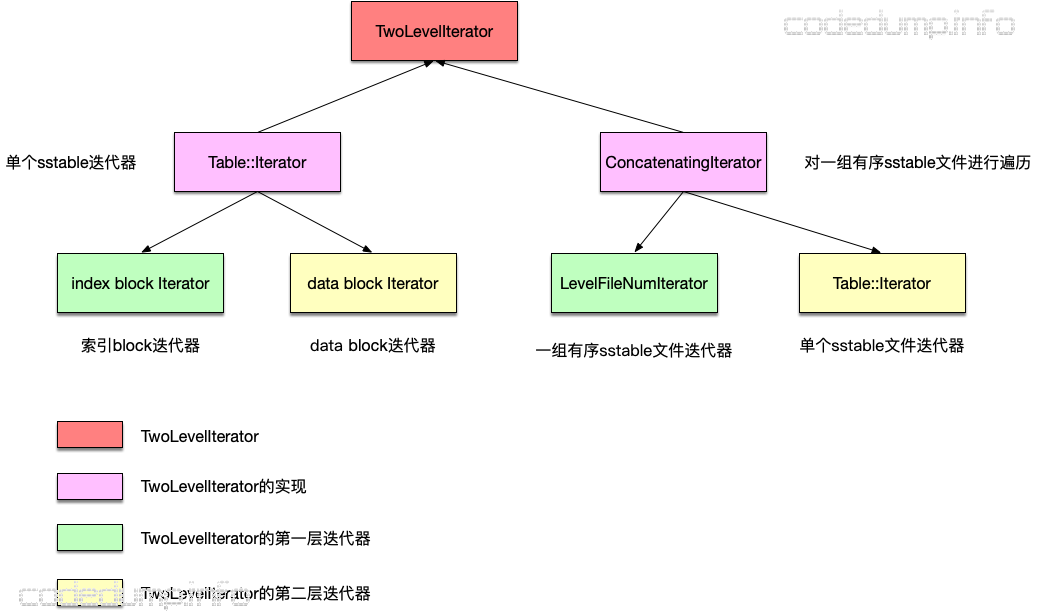 TwoLevelIterator
codedump.info
单个sstable迭代器
Table::Iterator
ConcatenatingIterator
对一组有序sstable文件进行遍历
index block Iterator
data block Iterator
LevelFileNumIterator
Table::Iterator
索引block迭代器
data block迭代器
一组有序sstable文件迭代器
单个sstable文件迭代器
TwoLevelIterator
TwoLevelIterator的实现
TwoLevelIterator的第一层迭代器
TwoLevelIterator的第二层迭代器
codedump.info